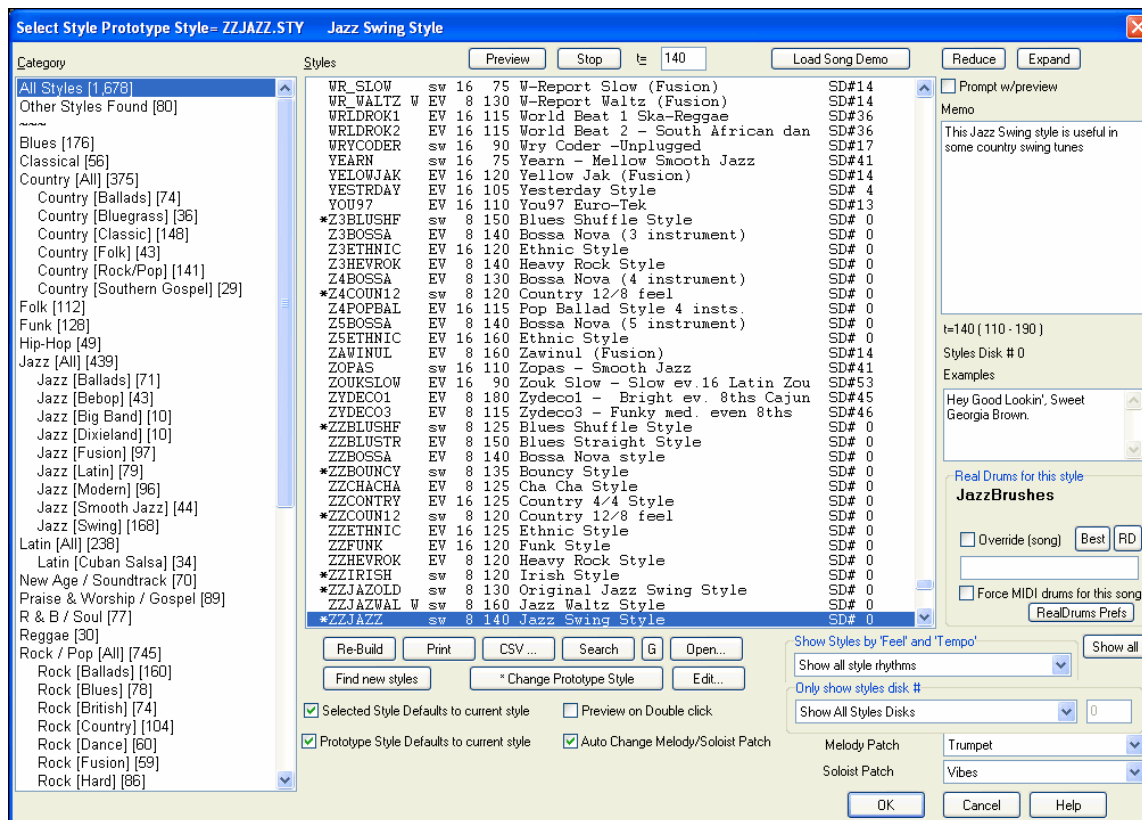 Select Style Prototype Style= ZZJAZZ.STY Jazz Swing Style
Category
All Styles [1,678]
Other Styles Found [80]
~~~
Blues [176]
Classical [56]
Country [All] [375]
Country [Ballads] [74]
Country [Bluegrass] [36]
Country [Classic] [148]
Country [Folk] [43]
Country [Rock/Pop] [141]
Country [Southern Gospel] [29]
Folk [112]
Funk [128]
Hip-Hop [49]
Jazz [All] [439]
Jazz [Ballads] [71]
Jazz [Bebop] [43]
Jazz [Big Band] [10]
Jazz [Dixieland] [10]
Jazz [Fusion] [97]
Jazz [Latin] [79]
Jazz [Modern] [96]
Jazz [Smooth Jazz] [44]
Jazz [Swing] [168]
Latin [All] [238]
Latin [Cuban Salsa] [34]
New Age / Soundtrack [70]
Praise & Worship / Gospel [89]
R & B / Soul [77]
Reggae [30]
Rock / Pop [All] [745]
Rock [Ballads] [160]
Rock [Blues] [78]
Rock [British] [74]
Rock [Country] [104]
Rock [Dance] [60]
Rock [Fusion] [59]
Rock [Hard] [86]
Styles
Preview
Stop
t= 140
Load Song Demo
WR_SLOW sw 16 75 W-Report Slow (Fusion) SD#14
WR_WALTZ W EV 8 130 W-Report Waltz (Fusion) SD#14
WRLDROK1 EV 16 115 World Beat 1 Ska-Reggae SD#36
WRLDROK2 EV 16 115 World Beat 2 - South African dan SD#36
WRYCODER sw 16 90 Wry Coder -Unplugged SD#17
YEARN sw 16 75 Yearn - Mellow Smooth Jazz SD#41
YELOWJAK EV 16 120 Yellow Jak (Fusion) SD#14
YESTRDAY EV 16 105 Yesterday Style SD# 4
YOU97 EV 16 110 You97 Euro-Tek SD#13
*Z3BLUSHF sw 8 150 Blues Shuffle Style SD# 0
Z3BOSSA EV 8 140 Bossa Nova (3 instrument) SD# 0
Z3ETHNIC EV 16 120 Ethnic Style SD# 0
Z3HEVROK EV 8 140 Heavy Rock Style SD# 0
Z4BOSSA EV 8 130 Bossa Nova (4 instrument) SD# 0
*Z4COUN12 sw 8 120 Country 12/8 feel SD# 0
Z4POPBAL EV 16 115 Pop Ballad Style 4 insts. SD# 0
Z5BOSSA EV 8 140 Bossa Nova (5 instrument) SD# 0
Z5ETHNIC EV 16 160 Ethnic Style SD# 0
ZAWINUL EV 8 160 Zawinul (Fusion) SD#14
ZOPAS sw 16 110 Zopas - Smooth Jazz SD#41
ZOUKSLOW EV 16 90 Zouk Slow - Slow ev.16 Latin Zou SD#53
ZYDECO1 EV 8 180 Zydeco1 - Bright ev. 8ths Cajun SD#45
ZYDECO3 EV 8 115 Zydeco3 - Funky med. even 8ths SD#46
*ZZBLUSHF sw 8 125 Blues Shuffle Style SD# 0
ZZBLUSTR EV 8 150 Blues Straight Style SD# 0
ZZBOSSA EV 8 140 Bossa Nova style SD# 0
*ZZBOUNCY sw 8 135 Bouncy Style SD# 0
ZZCHACHA EV 8 125 Cha Cha Style SD# 0
ZZCONTRY EV 16 125 Country 4/4 Style SD# 0
*ZZCOUN12 sw 8 120 Country 12/8 feel SD# 0
ZZETHNIC EV 16 125 Ethnic Style SD# 0
ZZFUNK EV 16 120 Funk Style SD# 0
ZZHEVROK EV 8 120 Heavy Rock Style SD# 0
*ZZIRISH sw 8 120 Irish Style SD# 0
*ZZJAZOLD sw 8 130 Original Jazz Swing Style SD# 0
ZZJAZWAL W sw 8 160 Jazz Waltz Style SD# 0
*ZZJAZZ sw 8 140 Jazz Swing Style SD# 0
Re-Build
Print
CSV ...
Search
G
Open...
Find new styles
* Change Prototype Style
Edit...
Selected Style Defaults to current style
Preview on Double click
Prototype Style Defaults to current style
Auto Change Melody/Soloist Patch
Reduce
Expand
Prompt w/preview
Memo
This Jazz Swing style is useful in
some country swing tunes
t=140 ( 110 - 190 )
Styles Disk # 0
Examples
Hey Good Lookin', Sweet
Georgia Brown.
Real Drums for this style
JazzBrushes
Override (song)
Best
RD
Force MIDI drums for this song
RealDrums Prefs
Show Styles by 'Feel' and 'Tempo'
Show all style rhythms
Show all
Only show styles disk #
Show All Styles Disks
0
Melody Patch
Trumpet
Soloist Patch
Vibes
OK
Cancel
Help